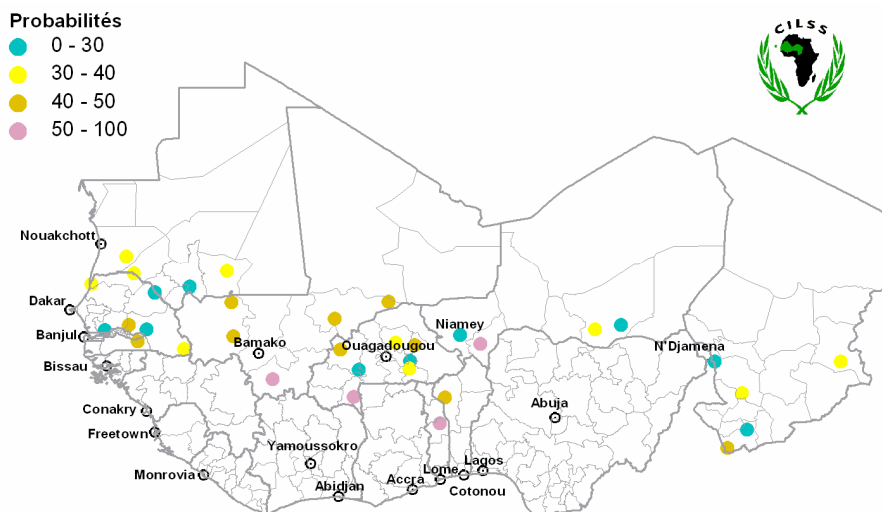 Probabilités
0 - 30
30 - 40
40 - 50
50 - 100
CILSS
Nouakchott
Dakar
Banjul
Bissau
Bamako
Ouagadougou
Niamey
N'Djamena
Conakry
Freetown
Monrovia
Yamoussokro
Abidjan
Accra
Lome
Lagos
Cotonou
Abuja